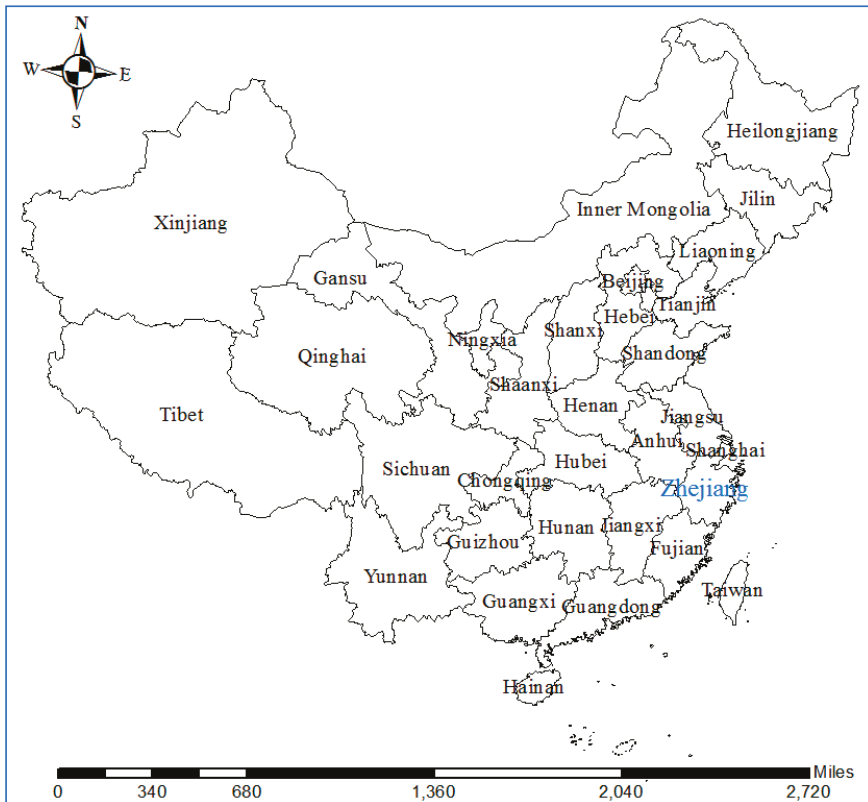 N
W
E
S
Heilongjiang
Jilin
Inner Mongolia
Xinjiang
Liaoning
Gansu
Beijing
Tianjin
Hebei
Shanxi
Ningxia
Shandong
Qinghai
Shaanxi
Henan
Tibet
Jiangsu
Anhui
Shanghai
Hubei
Sichuan
Chongqing
Zhejiang
Hunan
Jiangxi
Guizhou
Fujian
Yunnan
Taiwan
Guangxi
Guangdong
Hainan
Miles
0 340 680 1,360 2,040 2,720